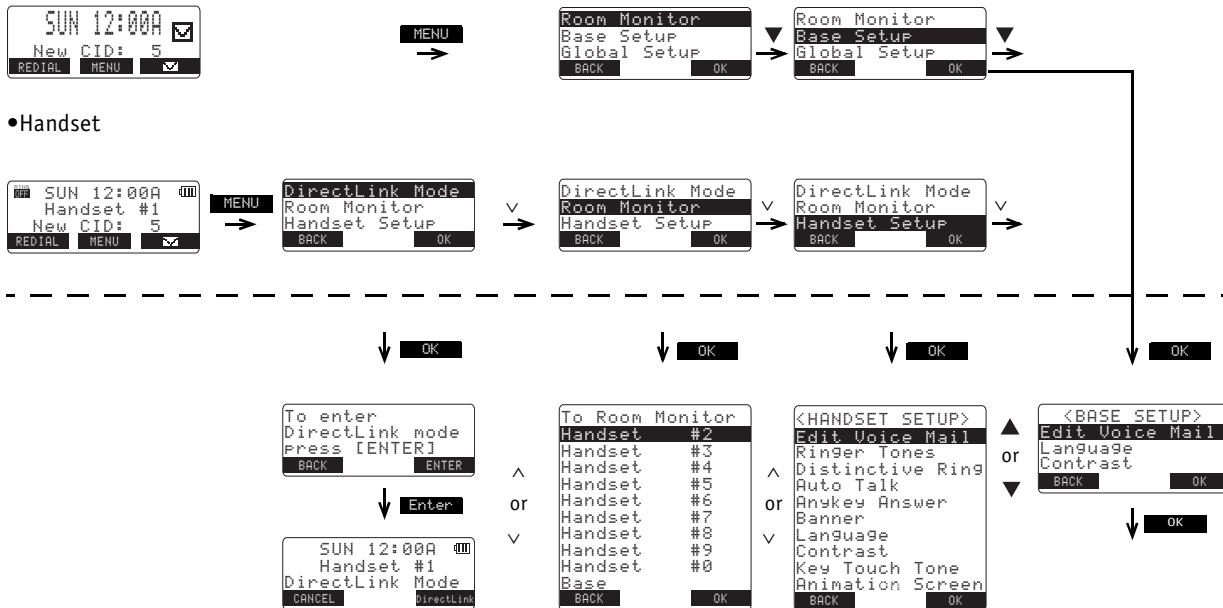 SUN 12:00A
New CID: 5
REDIAL MENU
MENU
Room Monitor
Base Setup
Global Setup
BACK OK
Room Monitor
Base Setup
Global Setup
BACK OK
•Handset
RING OFF SUN 12:00A
Handset #1
New CID: 5
REDIAL MENU
MENU
DirectLink Mode
Room Monitor
Handset Setup
BACK OK
DirectLink Mode
Room Monitor
Handset Setup
BACK OK
DirectLink Mode
Room Monitor
Handset Setup
BACK OK
OK
OK
OK
OK
To enter
DirectLink mode
press [ENTER]
BACK ENTER
Enter
SUN 12:00A
Handset #1
DirectLink Mode
CANCEL DirectLink
or
To Room Monitor
Handset #2
Handset #3
Handset #4
Handset #5
Handset #6
Handset #7
Handset #8
Handset #9
Handset #0
Base
BACK OK
or
<HANDSET SETUP>
Edit Voice Mail
Ringer Tones
Distinctive Ring
Auto Talk
Anykey Answer
Banner
Language
Contrast
Key Touch Tone
Animation Screen
BACK OK
or
<BASE SETUP>
Edit Voice Mail
Language
Contrast
BACK OK
OK